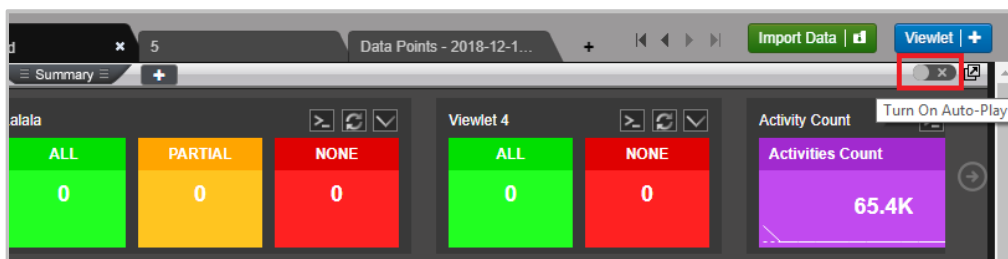 d × 5 Data Points - 2018-12-1... + Import Data Viewlet
Summary
Turn On Auto-Play
alala Viewlet 4 Activity Count
ALL PARTIAL NONE ALL NONE Activities Count
0 0 0 0 0 65.4K